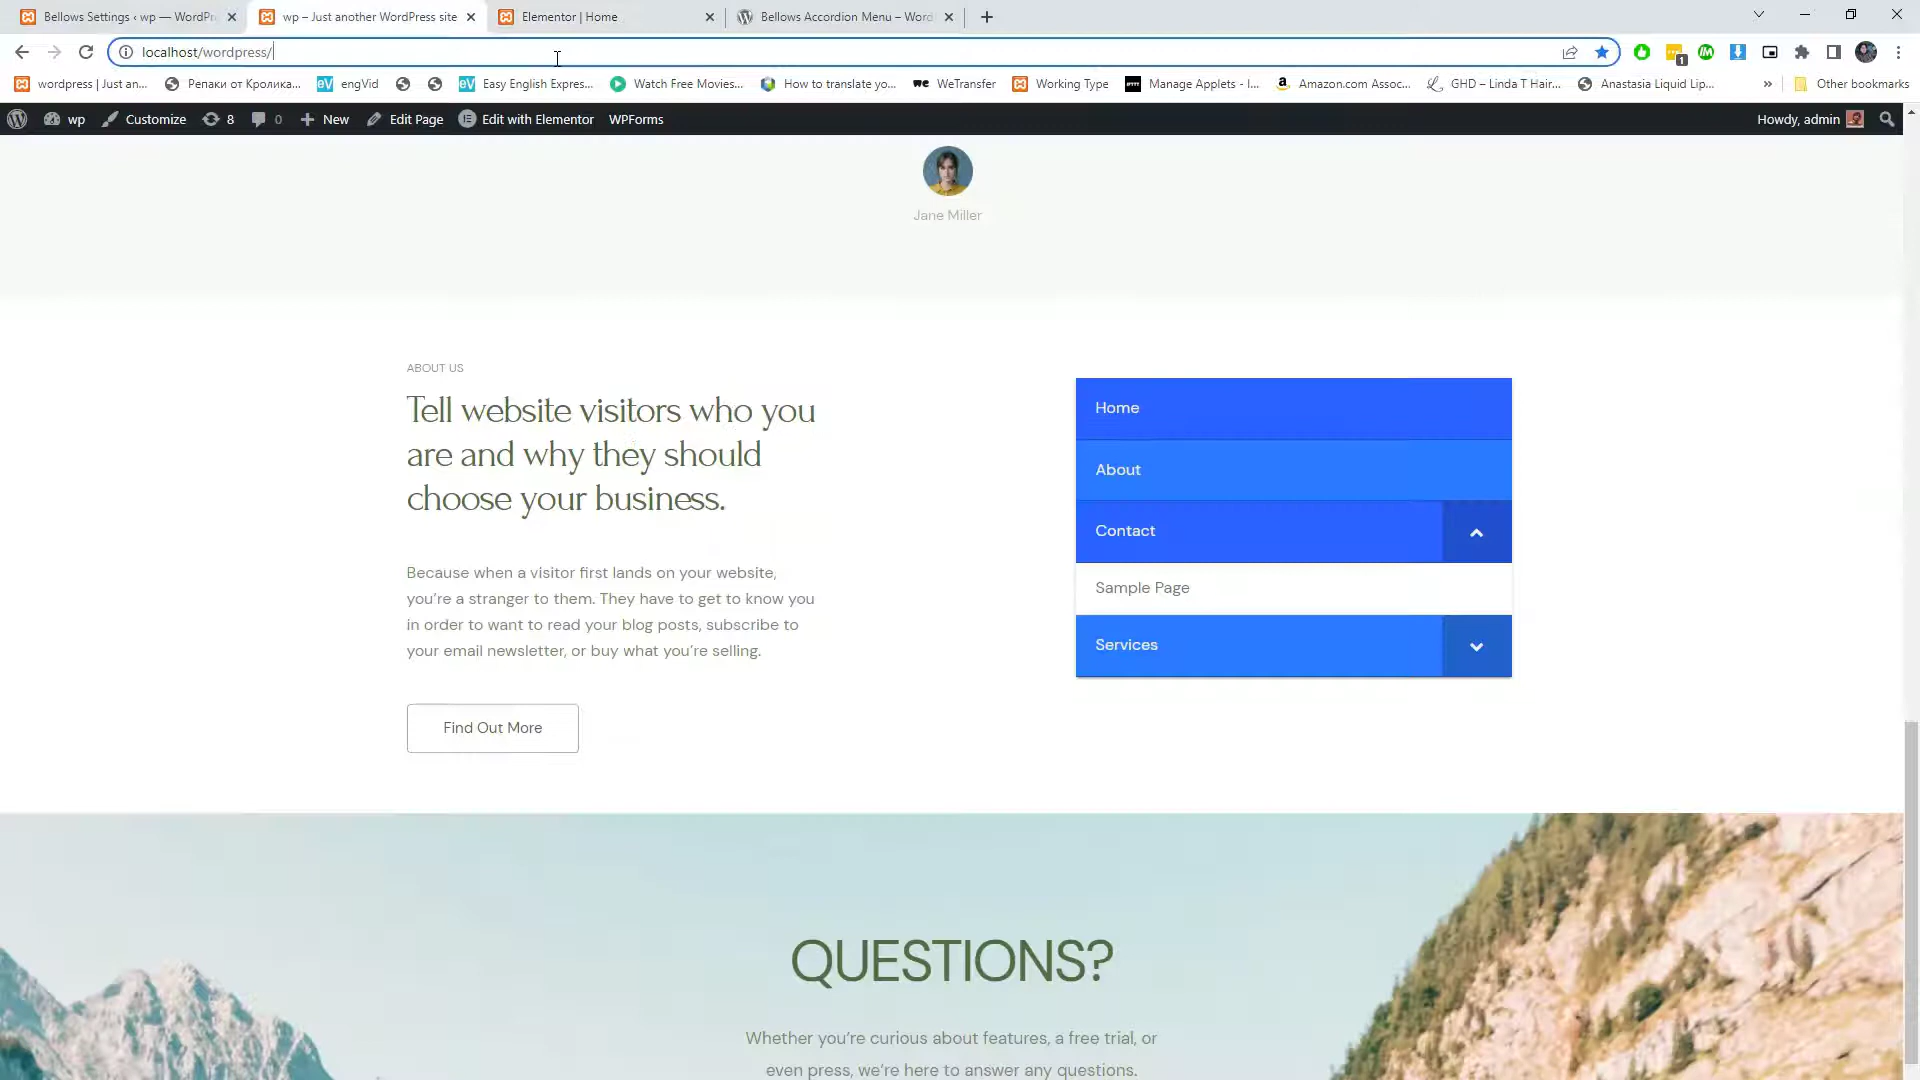 Bellows Settings ‹ wp — WordPr
wp – Just another WordPress site
Elementor | Home
Bellows Accordion Menu – Word
localhost/wordpress/
1
wordpress | Just an...
Репаки от Кролика...
eV engVid
eV Easy English Expres...
Watch Free Movies...
How to translate yo...
we WeTransfer
Working Type
Manage Applets - I...
a Amazon.com Assoc...
GHD – Linda T Hair...
Anastasia Liquid Lip...
»
Other bookmarks
wp
Customize
8
0
New
Edit Page
Edit with Elementor
WPForms
Howdy, admin
Jane Miller
ABOUT US
Tell website visitors who you
are and why they should
choose your business.
Because when a visitor first lands on your website,
you’re a stranger to them. They have to get to know you
in order to want to read your blog posts, subscribe to
your email newsletter, or buy what you’re selling.
Find Out More
Home
About
Contact
Sample Page
Services
QUESTIONS?
Whether you’re curious about features, a free trial, or
even press, we’re here to answer any questions.